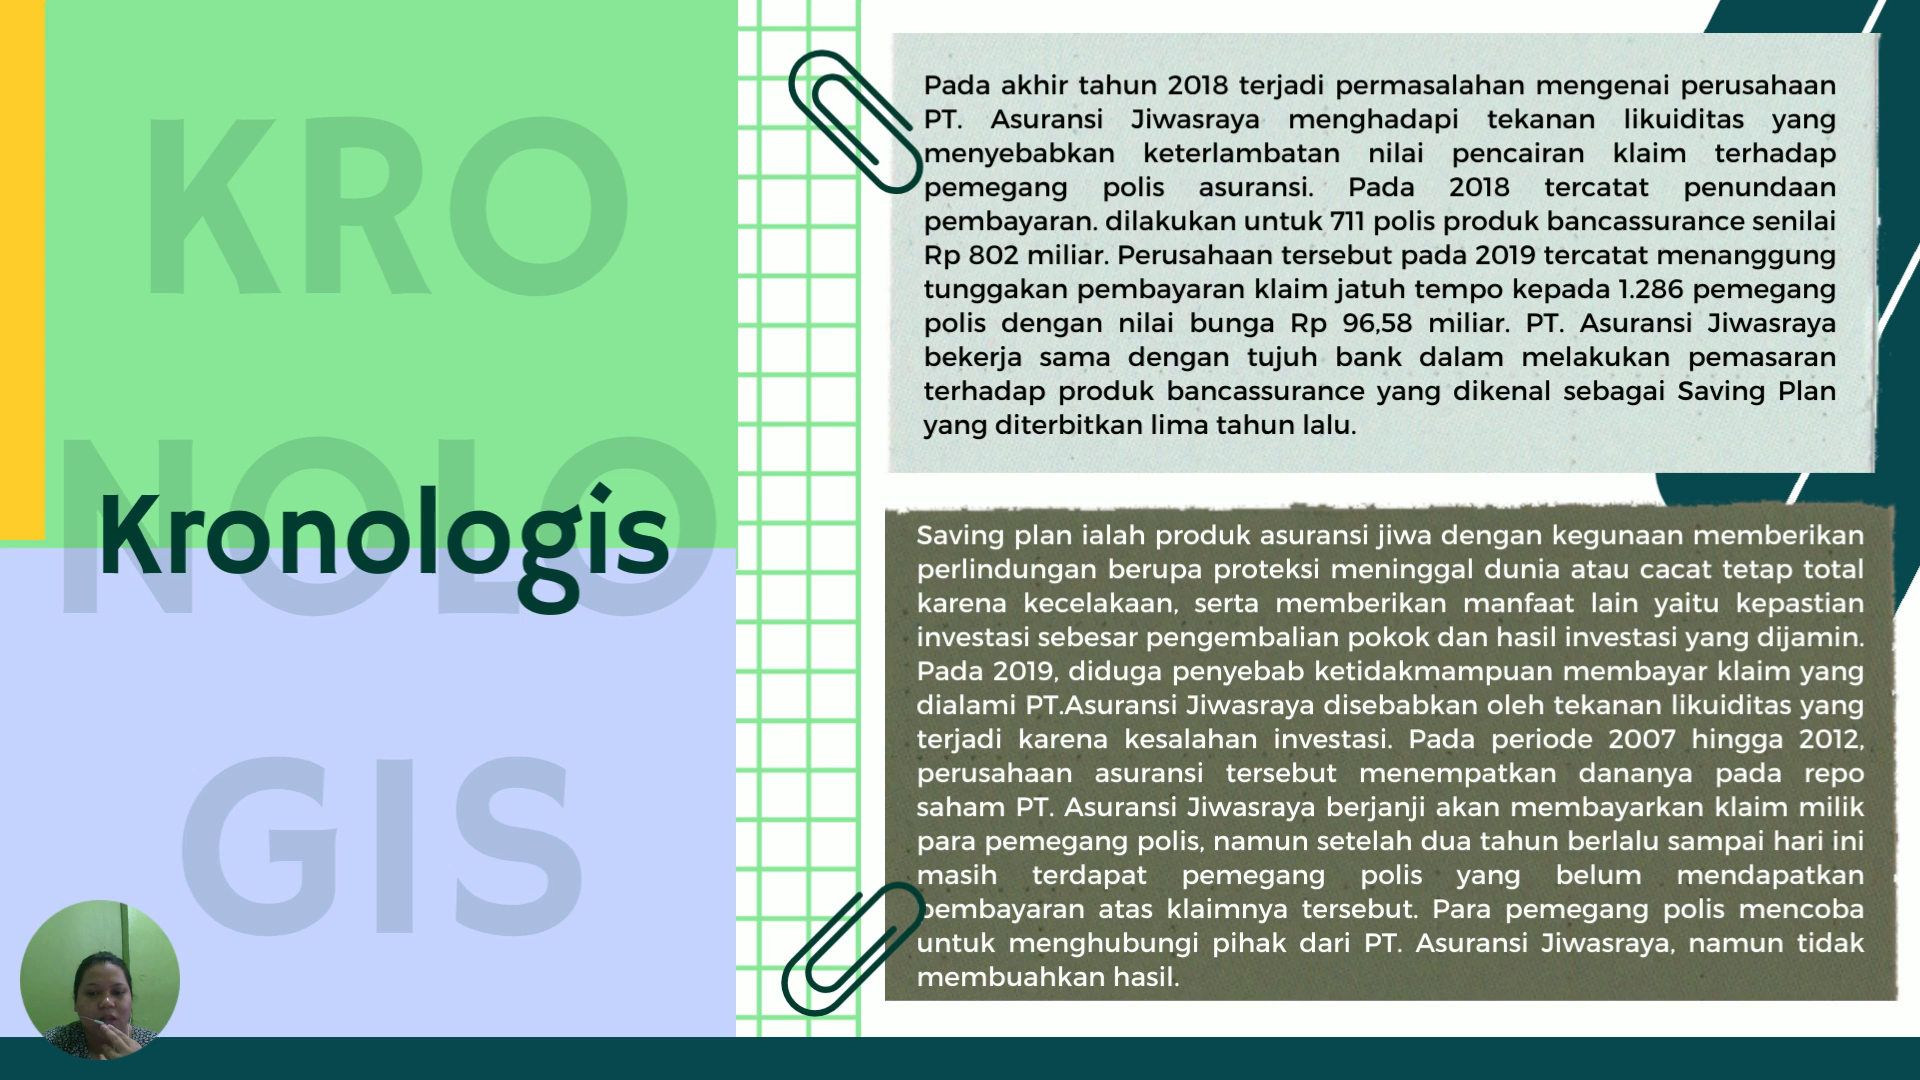 KRO
NOLO
GIS
Kronologis
Pada akhir tahun 2018 terjadi permasalahan mengenai perusahaan
PT. Asuransi Jiwasraya menghadapi tekanan likuiditas yang
menyebabkan keterlambatan nilai pencairan klaim terhadap
pemegang polis asuransi. Pada 2018 tercatat penundaan
pembayaran. dilakukan untuk 711 polis produk bancassurance senilai
Rp 802 miliar. Perusahaan tersebut pada 2019 tercatat menanggung
tunggakan pembayaran klaim jatuh tempo kepada 1.286 pemegang
polis dengan nilai bunga Rp 96,58 miliar. PT. Asuransi Jiwasraya
bekerja sama dengan tujuh bank dalam melakukan pemasaran
terhadap produk bancassurance yang dikenal sebagai Saving Plan
yang diterbitkan lima tahun lalu.
Saving plan ialah produk asuransi jiwa dengan kegunaan memberikan
perlindungan berupa proteksi meninggal dunia atau cacat tetap total
karena kecelakaan, serta memberikan manfaat lain yaitu kepastian
investasi sebesar pengembalian pokok dan hasil investasi yang dijamin.
Pada 2019, diduga penyebab ketidakmampuan membayar klaim yang
dialami PT.Asuransi Jiwasraya disebabkan oleh tekanan likuiditas yang
terjadi karena kesalahan investasi. Pada periode 2007 hingga 2012,
perusahaan asuransi tersebut menempatkan dananya pada repo
saham PT. Asuransi Jiwasraya berjanji akan membayarkan klaim milik
para pemegang polis, namun setelah dua tahun berlalu sampai hari ini
masih terdapat pemegang polis yang belum mendapatkan
pembayaran atas klaimnya tersebut. Para pemegang polis mencoba
untuk menghubungi pihak dari PT. Asuransi Jiwasraya, namun tidak
membuahkan hasil.